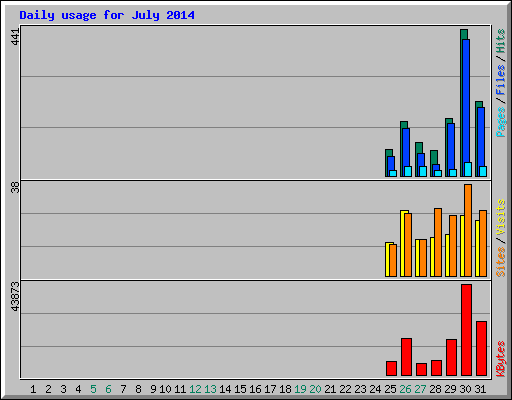 Daily usage for July 2014
441
Pages / Files / Hits
38
Sites / Visits
43873
KBytes
1 2 3 4 5 6 7 8 9 10 11 12 13 14 15 16 17 18 19 20 21 22 23 24 25 26 27 28 29 30 31